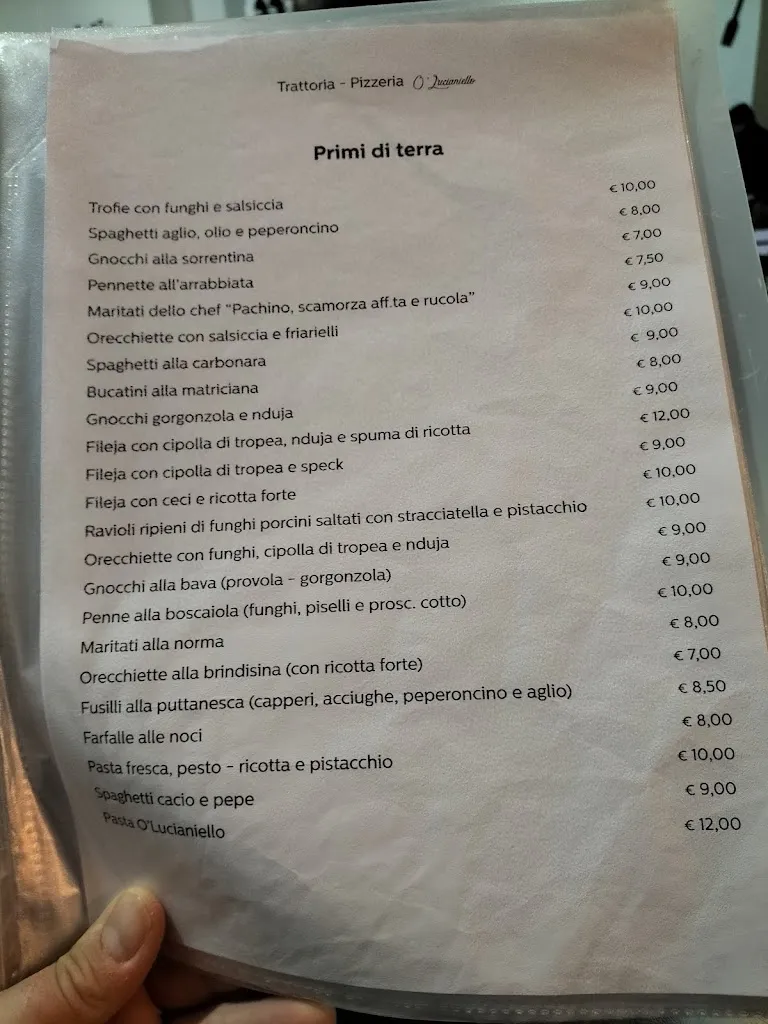 Trattoria - Pizzeria O'Lucianiello
Primi di terra
Trofie con funghi e salsiccia € 10,00
Spaghetti aglio, olio e peperoncino € 8,00
Gnocchi alla sorrentina € 7,00
Pennette all'arrabbiata € 7,50
Maritati dello chef “Pachino, scamorza aff.ta e rucola” € 9,00
Orecchiette con salsiccia e friarielli € 10,00
Spaghetti alla carbonara € 9,00
Bucatini alla matriciana € 8,00
Gnocchi gorgonzola e nduja € 9,00
Fileja con cipolla di tropea, nduja e spuma di ricotta € 12,00
Fileja con cipolla di tropea e speck € 9,00
Fileja con ceci e ricotta forte € 10,00
Ravioli ripieni di funghi porcini saltati con stracciatella e pistacchio € 10,00
Orecchiette con funghi, cipolla di tropea e nduja € 9,00
Gnocchi alla bava (provola - gorgonzola) € 9,00
Penne alla boscaiola (funghi, piselli e prosc. cotto) € 10,00
Maritati alla norma € 8,00
Orecchiette alla brindisina (con ricotta forte) € 7,00
Fusilli alla puttanesca (capperi, acciughe, peperoncino e aglio) € 8,50
Farfalle alle noci € 8,00
Pasta fresca, pesto - ricotta e pistacchio € 10,00
Spaghetti cacio e pepe € 9,00
Pasta O'Lucianiello € 12,00